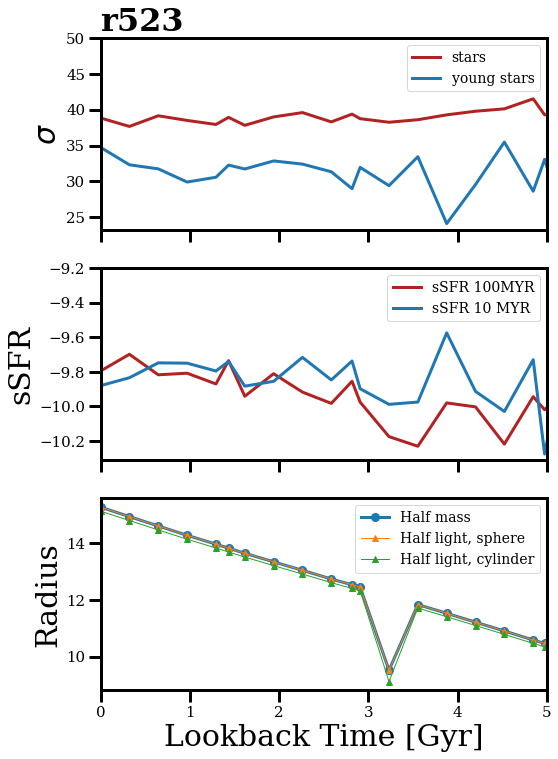 r523
50
45
40
35
30
25
σ
stars
young stars
−9.2
−9.4
−9.6
−9.8
−10.0
−10.2
sSFR
sSFR 100MYR
sSFR 10 MYR
14
12
10
Radius
Half mass
Half light, sphere
Half light, cylinder
0 1 2 3 4 5
Lookback Time [Gyr]